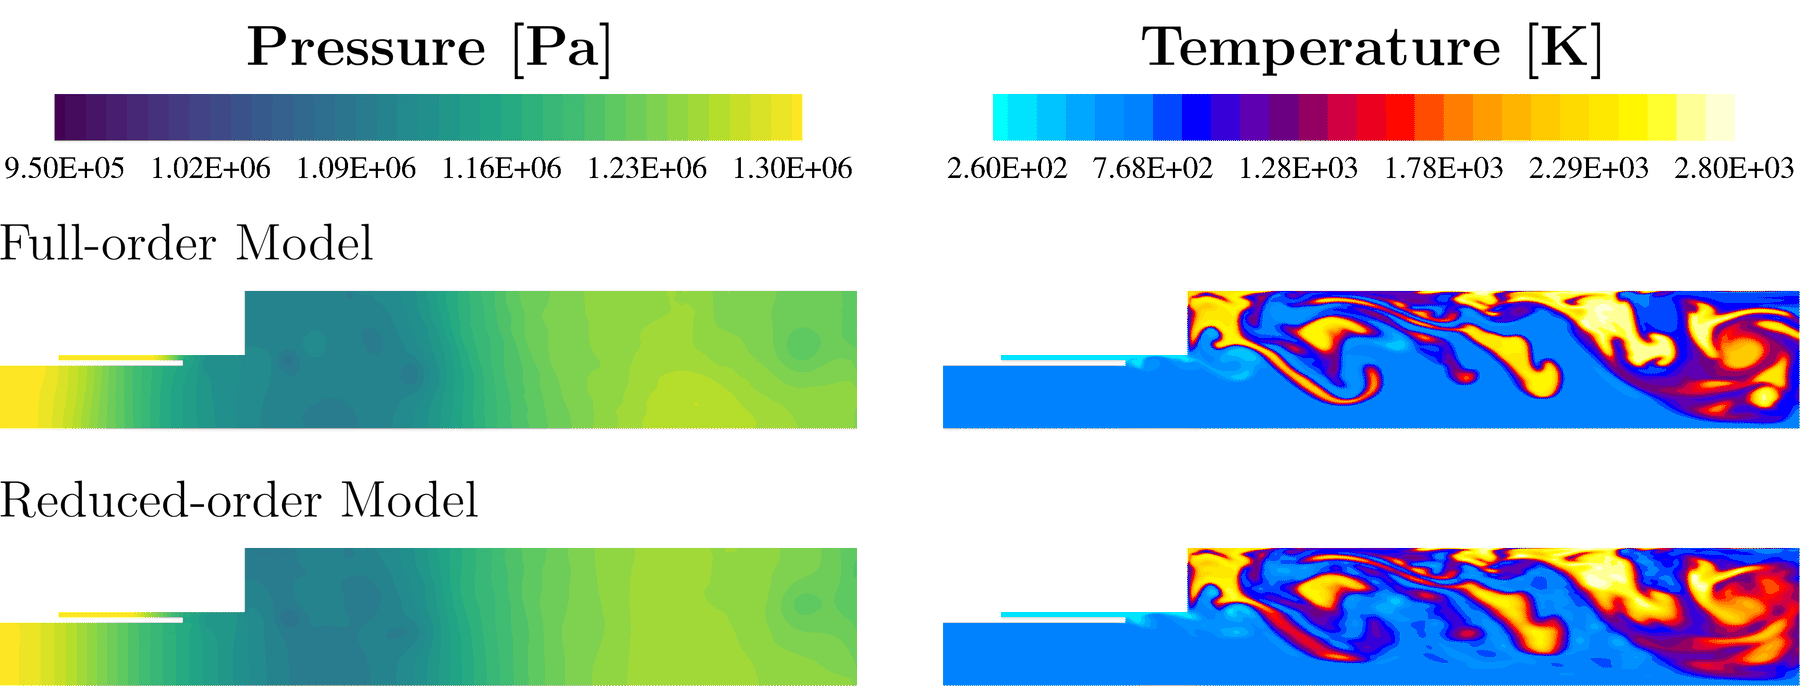 Pressure [Pa]
9.50E+05 1.02E+06 1.09E+06 1.16E+06 1.23E+06 1.30E+06
Temperature [K]
2.60E+02 7.68E+02 1.28E+03 1.78E+03 2.29E+03 2.80E+03
Full-order Model
Reduced-order Model